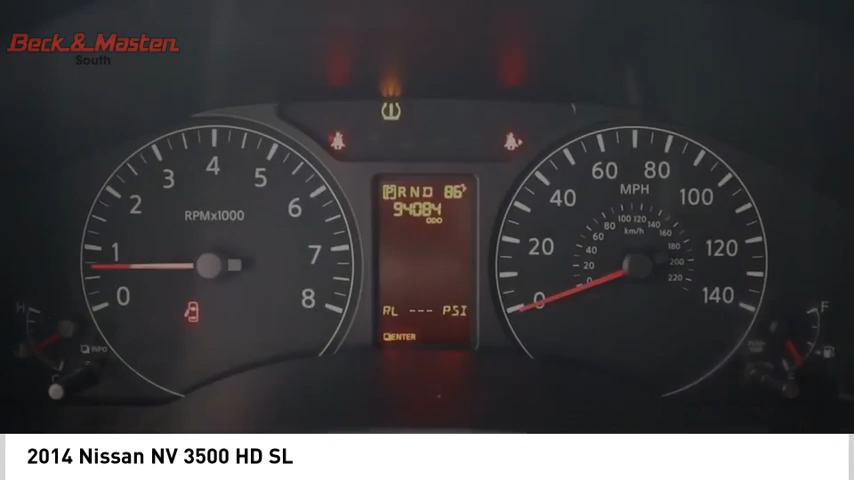 Beck & Masten
South
P R N D 86°
94084
ODO
RL --- PSI
ENTER
0 1 2 3 4 5 6 7 8
RPMx1000
0 20 40 60 80 100 120 140
MPH
0 20 40 60 80 100 120 140 160 180 200 220
km/h
H
INFO
F
2014 Nissan NV 3500 HD SL